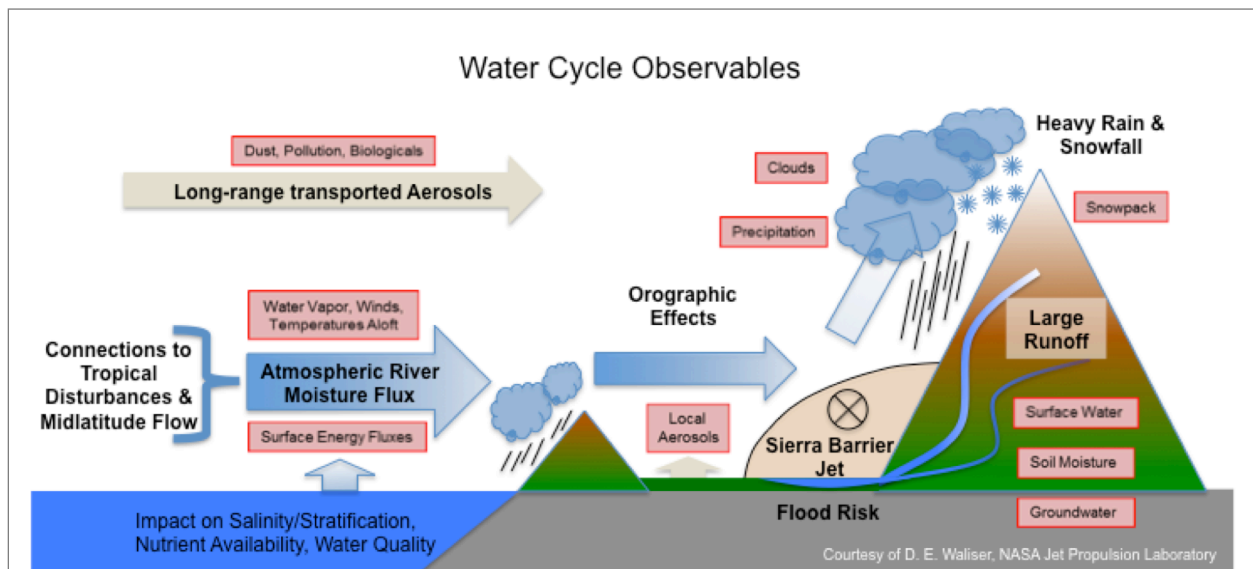 Water Cycle Observables
Dust, Pollution, Biologicals
Long-range transported Aerosols
Clouds
Precipitation
Heavy Rain &
Snowfall
Snowpack
Water Vapor, Winds,
Temperatures Aloft
Connections to
Tropical
Disturbances &
Midlatitude Flow
Atmospheric River
Moisture Flux
Surface Energy Fluxes
Orographic
Effects
Local
Aerosols
Sierra Barrier
Jet
Large
Runoff
Surface Water
Soil Moisture
Groundwater
Flood Risk
Impact on Salinity/Stratification,
Nutrient Availability, Water Quality
Courtesy of D. E. Waliser, NASA Jet Propulsion Laboratory